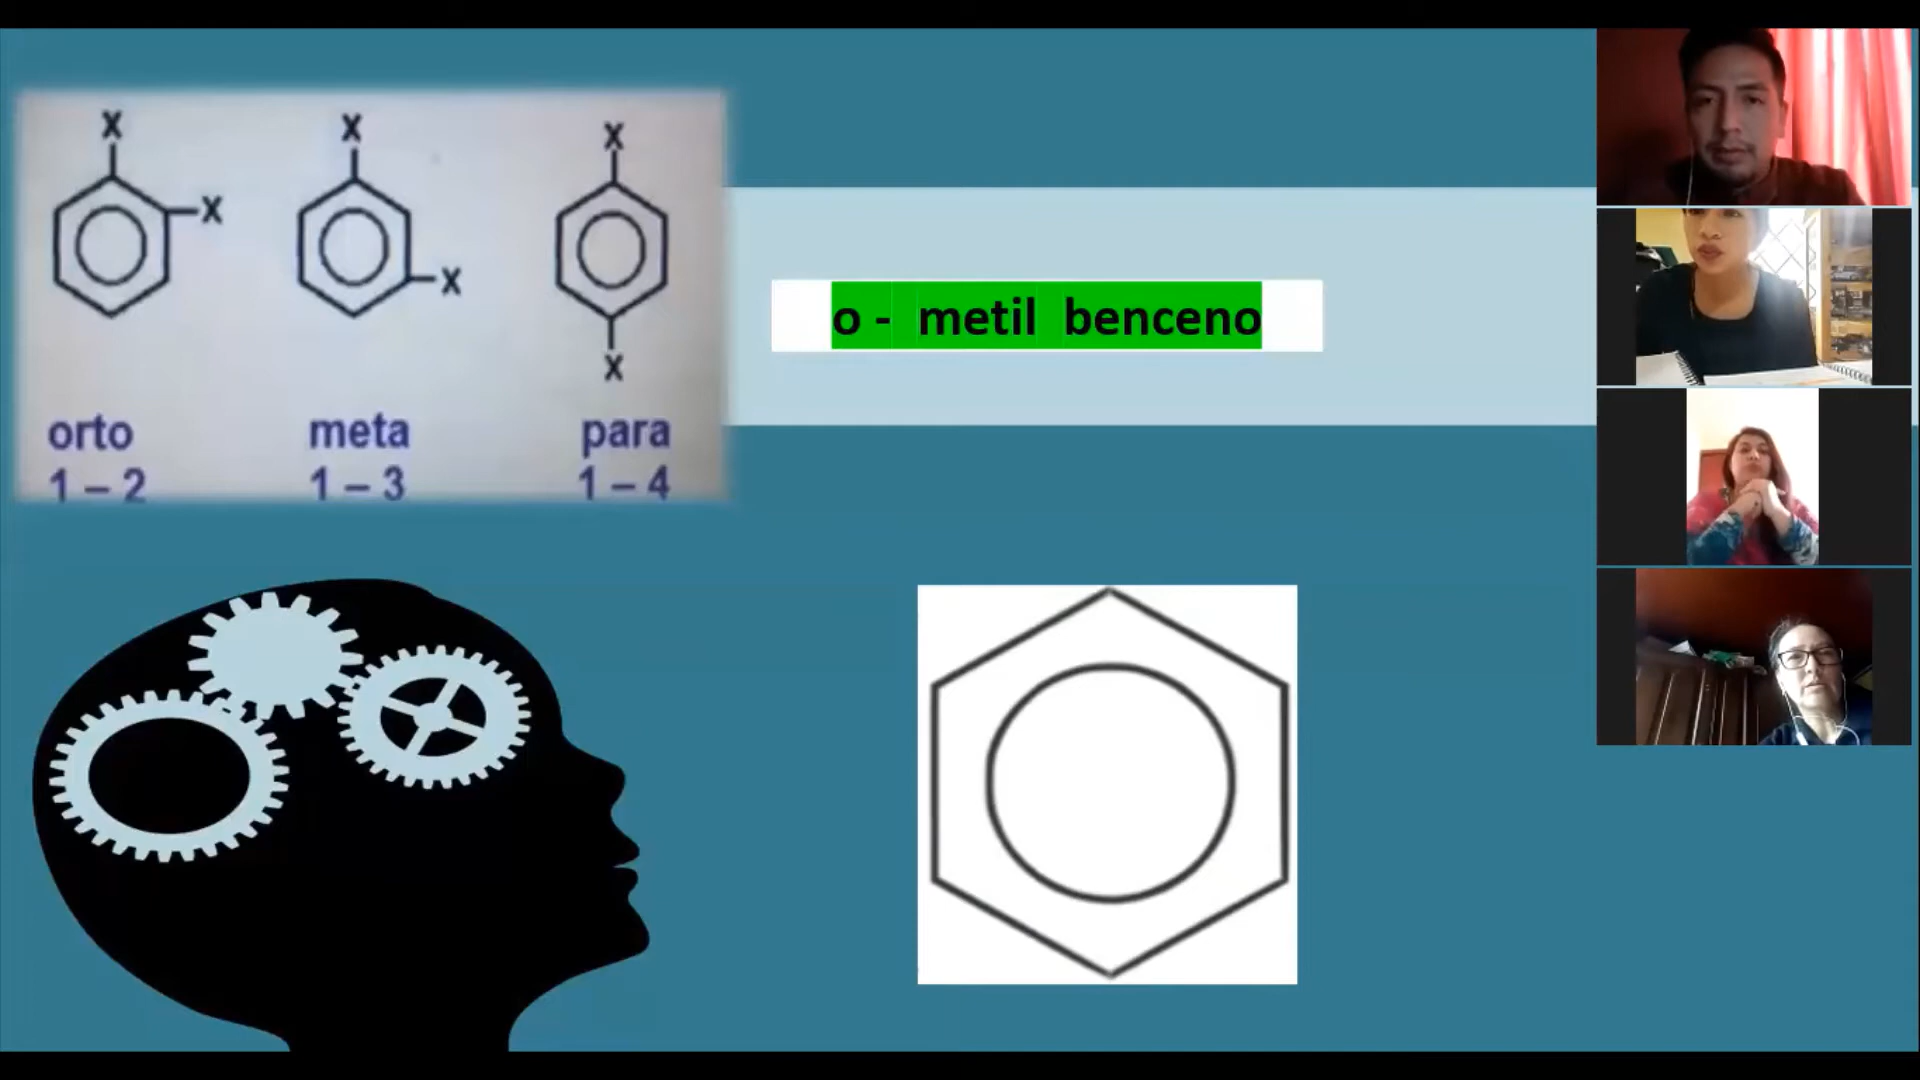 X X X
X X
X
orto meta para
1 – 2 1 – 3 1 – 4
o - metil benceno